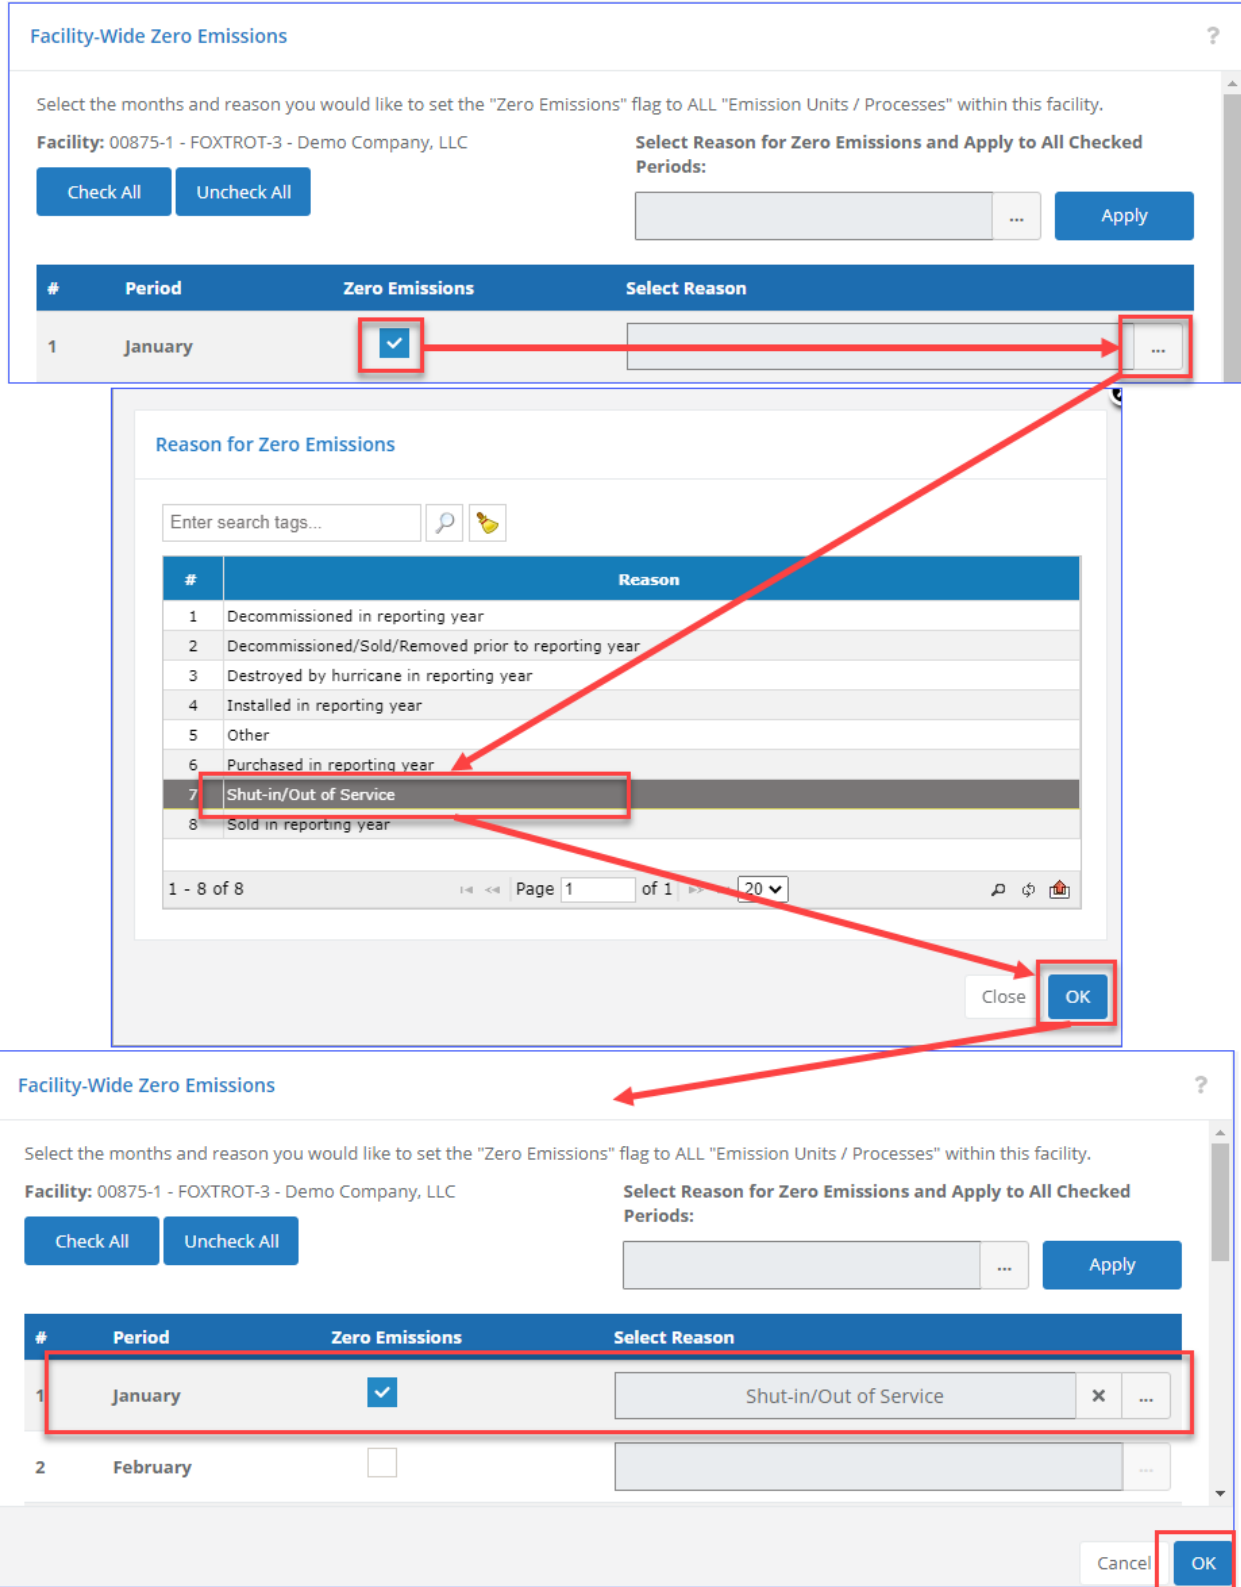 Facility-Wide Zero Emissions
?
Select the months and reason you would like to set the "Zero Emissions" flag to ALL "Emission Units / Processes" within this facility.
Facility: 00875-1 - FOXTROT-3 - Demo Company, LLC
Select Reason for Zero Emissions and Apply to All Checked
Periods:
Check All Uncheck All
... Apply
# Period Zero Emissions Select Reason
1 January ...
Reason for Zero Emissions
Enter search tags...
# Reason
1 Decommissioned in reporting year
2 Decommissioned/Sold/Removed prior to reporting year
3 Destroyed by hurricane in reporting year
4 Installed in reporting year
5 Other
6 Purchased in reporting year
7 Shut-in/Out of Service
8 Sold in reporting year
1 - 8 of 8 Page 1 of 1 20
Close OK
Facility-Wide Zero Emissions
?
Select the months and reason you would like to set the "Zero Emissions" flag to ALL "Emission Units / Processes" within this facility.
Facility: 00875-1 - FOXTROT-3 - Demo Company, LLC
Select Reason for Zero Emissions and Apply to All Checked
Periods:
Check All Uncheck All
... Apply
# Period Zero Emissions Select Reason
1 January Shut-in/Out of Service ...
2 February ...
Cancel OK